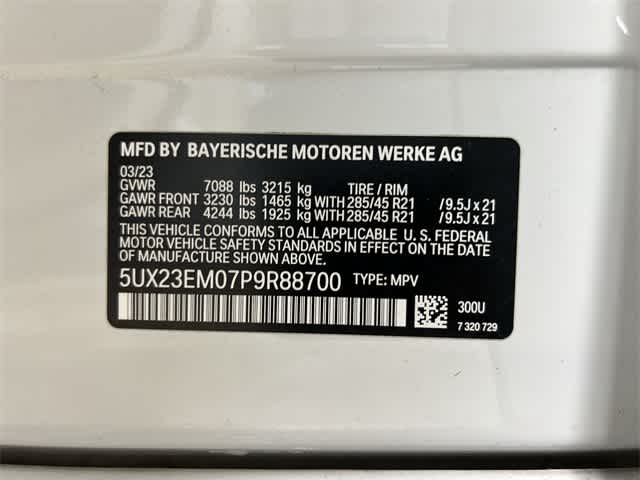 MFD BY BAYERISCHE MOTOREN WERKE AG
03/23
GVWR 7088 lbs 3215 kg TIRE / RIM
GAWR FRONT 3230 lbs 1465 kg WITH 285/45 R21 /9.5J x 21
GAWR REAR 4244 lbs 1925 kg WITH 285/45 R21 /9.5J x 21
THIS VEHICLE CONFORMS TO ALL APPLICABLE U. S. FEDERAL
MOTOR VEHICLE SAFETY STANDARDS IN EFFECT ON THE DATE
OF MANUFACTURE SHOWN ABOVE.
5UX23EM07P9R88700 TYPE: MPV
300U
7 320 729